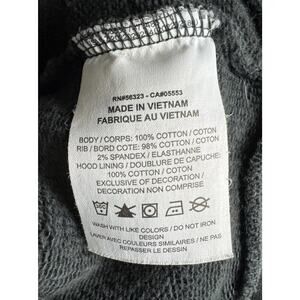 RN#56323 - CA#05553
MADE IN VIETNAM
FABRIQUE AU VIETNAM
BODY / CORPS: 100% COTTON / COTON
RIB / BORD COTE: 98% COTTON / COTON
2% SPANDEX / ELASTHANNE
HOOD LINING / DOUBLURE DE CAPUCHE:
100% COTTON / COTON
EXCLUSIVE OF DECORATION /
DECORATION NON COMPRISE
WASH WITH LIKE COLORS / DO NOT IRON
DESIGN
LAVER AVEC COULEURS SIMILAIRES / NE PAS
REPASSER LE DESSIN